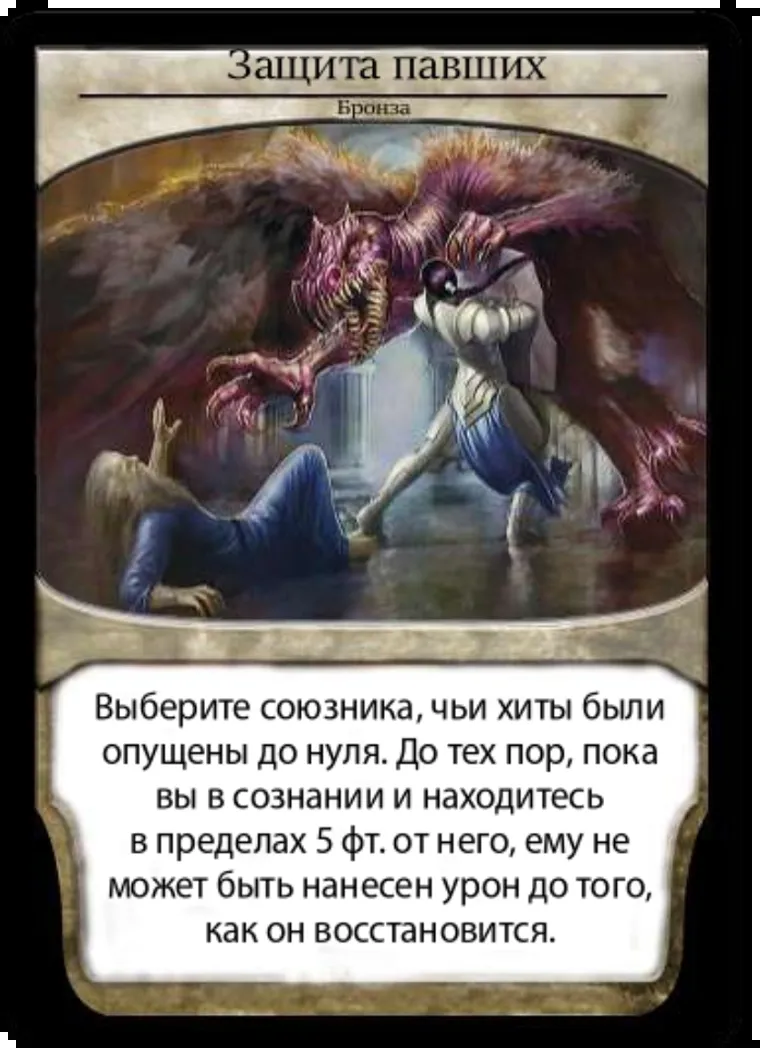 Защита павших
Бронза
Выберите союзника, чьи хиты были
опущены до нуля. До тех пор, пока
вы в сознании и находитесь
в пределах 5 фт. от него, ему не
может быть нанесен урон до того,
как он восстановится.